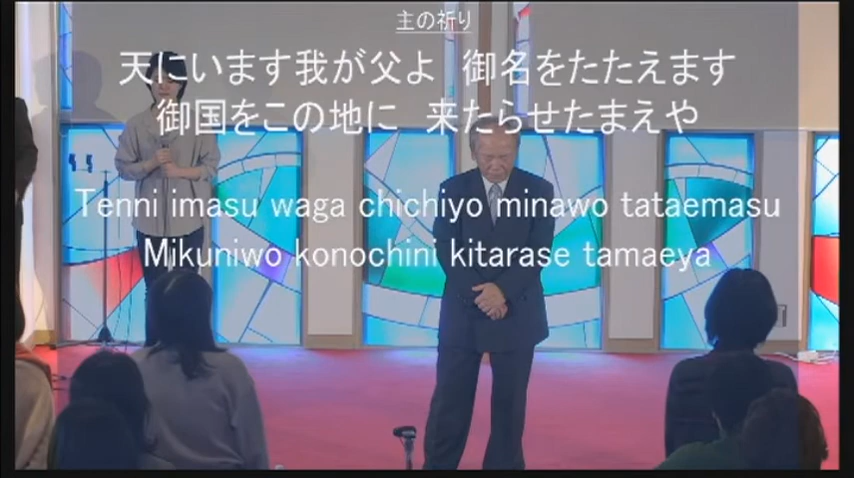 主の祈り
天にいます我が父よ 御名をたたえます
御国をこの地に 来たらせたまえや
Tenni imasu waga chichiyo minawo tataemasu
Mikuniwo konochini kitarase tamaeya